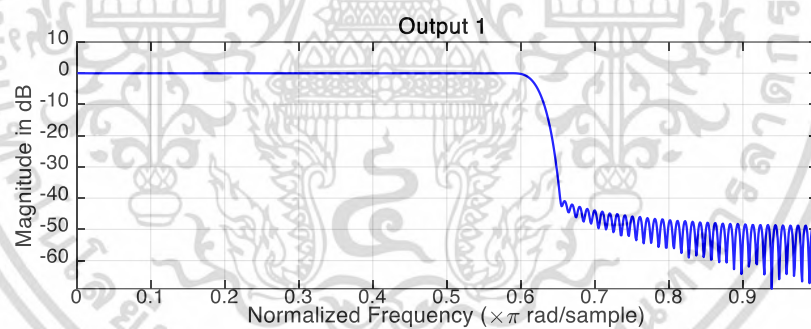 Output 1
Magnitude in dB
10
0
-10
-20
-30
-40
-50
-60
0 0.1 0.2 0.3 0.4 0.5 0.6 0.7 0.8 0.9
Normalized Frequency (×π rad/sample)